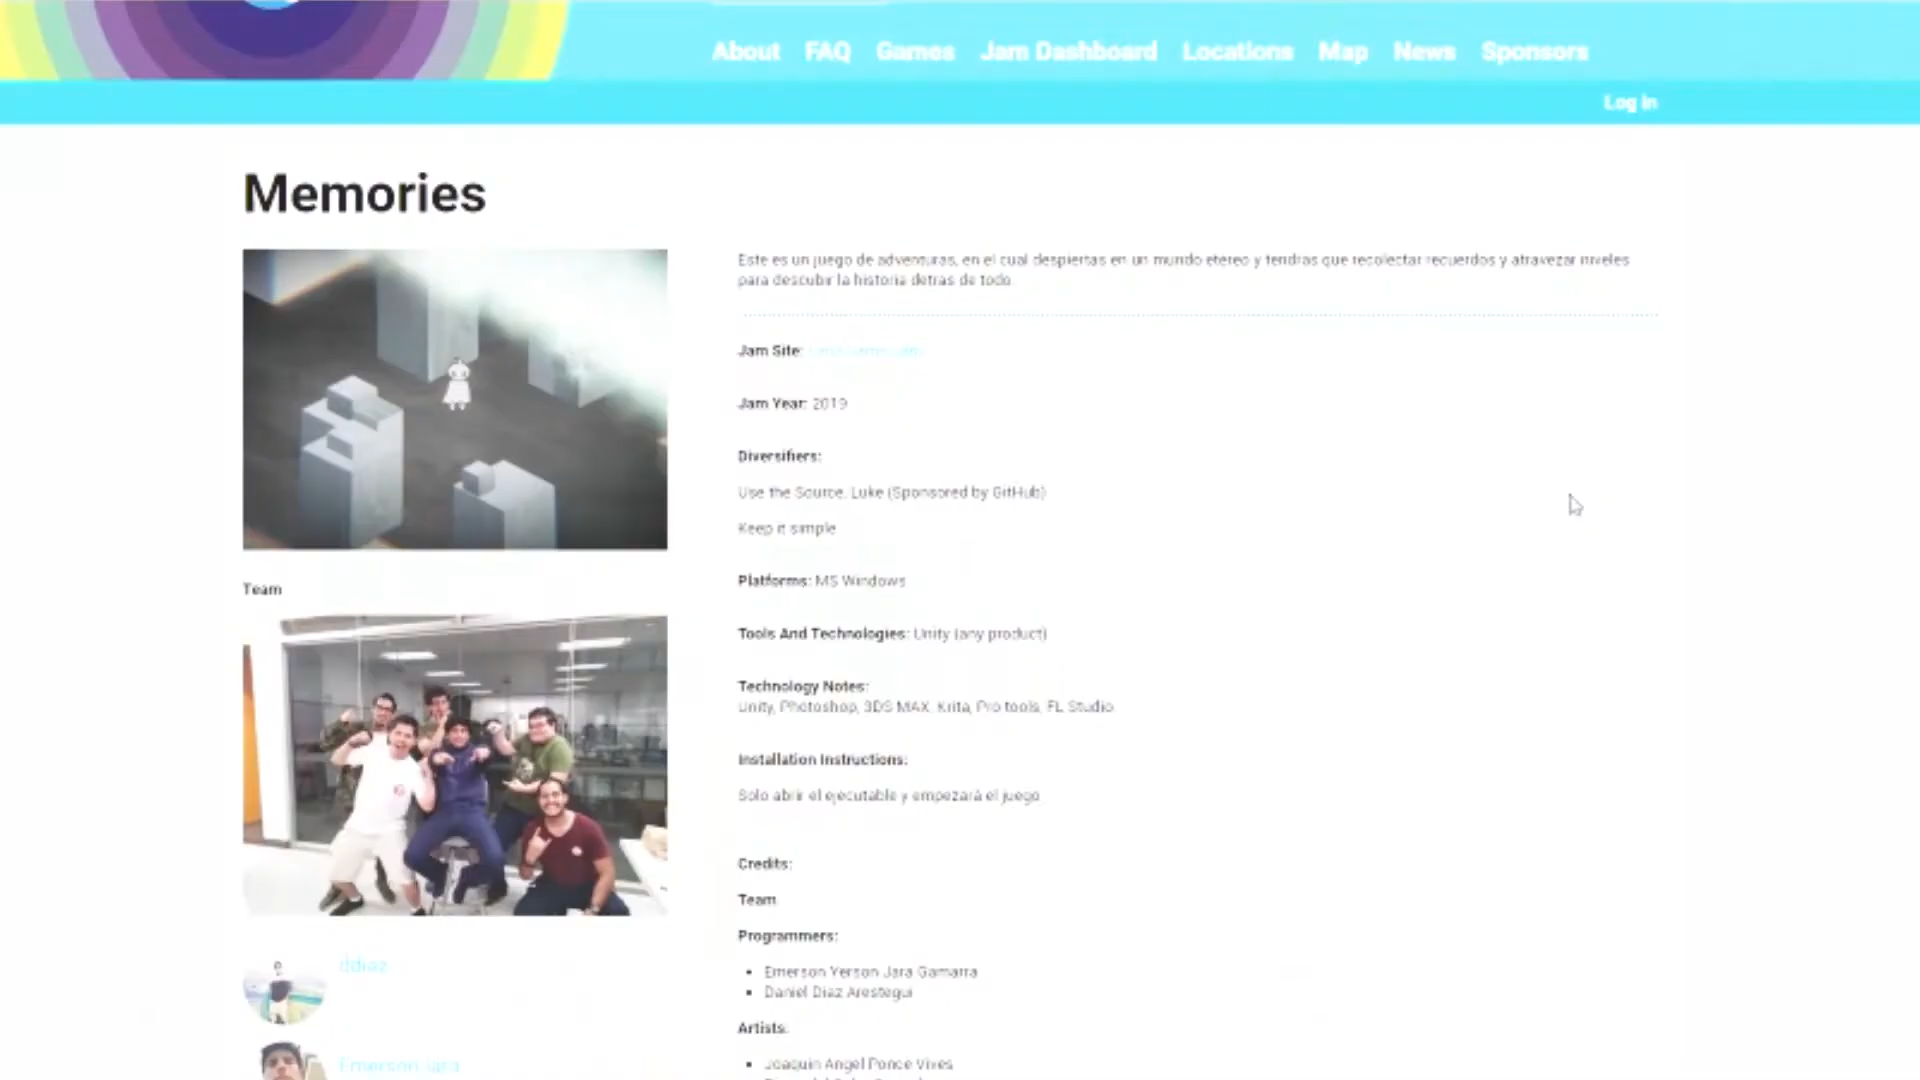 About FAQ Games Jam Dashboard Locations Map News Sponsors
Log in
Memories
Este es un juego de adventuras, en el cual despiertas en un mundo etereo y tendras que recolectar recuerdos y atravezar niveles
para descubir la historia detras de todo
Jam Site:
Jam Year: 2019
Diversifiers:
Use the Source, Luke (Sponsored by GitHub)
Keep it simple
Platforms: MS Windows
Tools And Technologies: Unity (any product)
Technology Notes:
Unity, Photoshop, 3DS MAX, Krita, Pro tools, FL Studio
Installation Instructions:
Solo abrir el ejecutable y empezará el juego
Credits:
Team
Programmers:
Emerson Yerson Jara Gamarra
Daniel Diaz Arestegui
Artists:
Joaquin Angel Ponce Vives
Team
ddiaz
Emerson jara